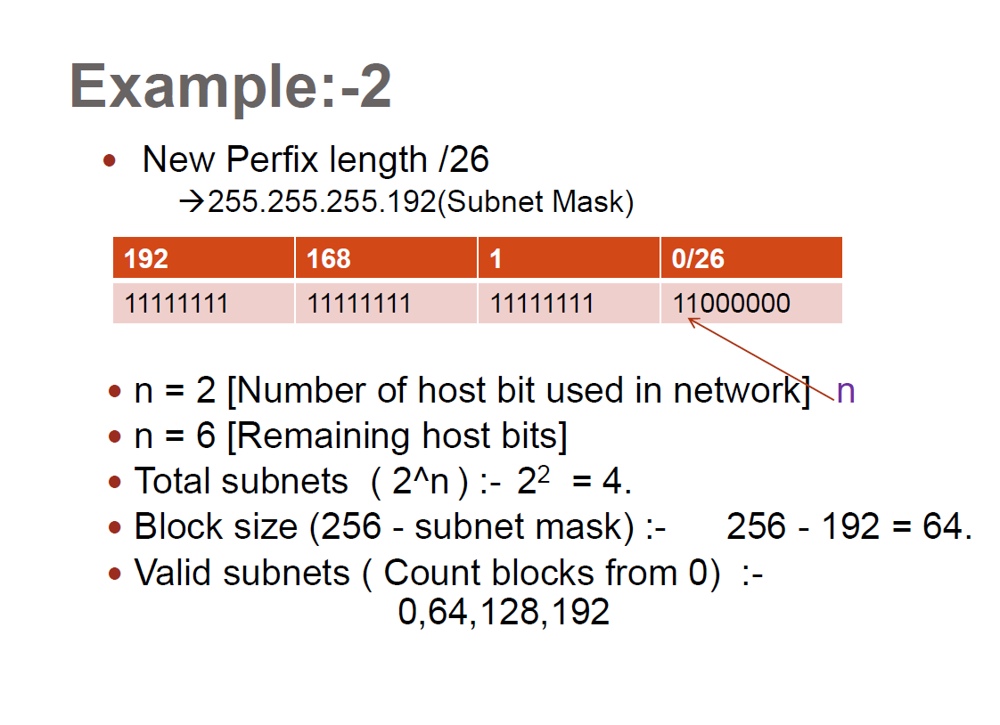 Example:-2
• New Perfix length /26
→255.255.255.192(Subnet Mask)
192 168 1 0/26
11111111 11111111 11111111 11000000
• n = 2 [Number of host bit used in network] n
• n = 6 [Remaining host bits]
• Total subnets ( 2^n ) :- 2² = 4.
• Block size (256 - subnet mask) :- 256 - 192 = 64.
• Valid subnets ( Count blocks from 0) :-
0,64,128,192